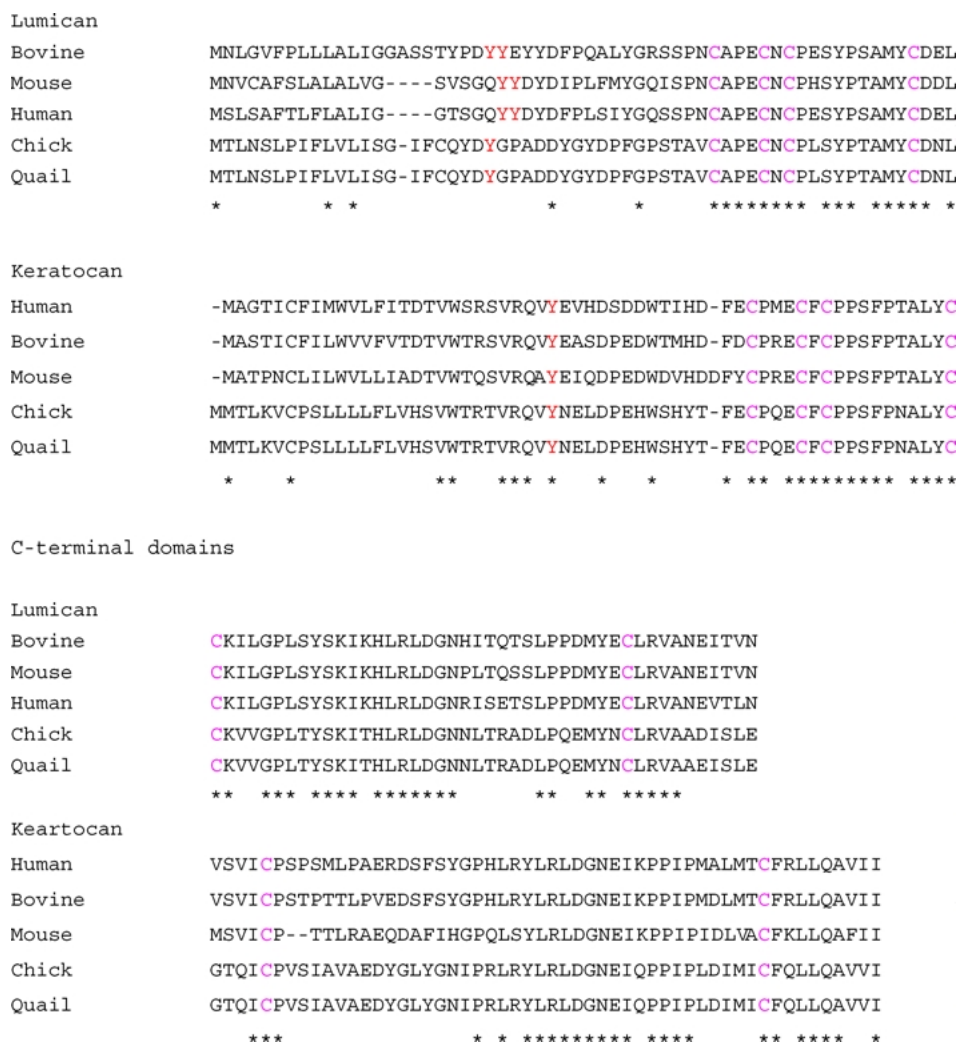 Lumican
Bovine MNLGVFPLLLALIGGASSTYPDYYEYYDFPQALYGRSSPNCAPECNCPESYPSAMYCDEL
Mouse MNVCAFSLALALVG----SVSGQYYDYDIPLFMYGQISPNCAPECNCPHSYPTAMYCDDL
Human MSLSAFTLFLALIG----GTSGQYYDYDFPLSIYGQSSPNCAPECNCPESYPSAMYCDEL
Chick MTLNSLPIFLVLISG-IFCQYDYGPADDYGYDPFGPSTAVCAPECNCPLSYPTAMYCDNL
Quail MTLNSLPIFLVLISG-IFCQYDYGPADDYGYDPFGPSTAVCAPECNCPLSYPTAMYCDNL
* * * * * ******** *** ***** *
Keratocan
Human -MAGTICFIMWVLFITDTVWSRSVRQVYEVHDSDDWTIHD-FECPMECFCPPSFPTALYC
Bovine -MASTICFLWVVFVTDTVWTRSVRQVYEASDPEDWTMHD-FDCPRECFCPPSFPTALYC
Mouse -MATPNCLILWVLLIADTVWTQSVRQAYEIQDPEDWDVHDDFYCPRECFCPPSFPTALYC
Chick MMTLKVCPSLLLLFLVHSVWTRTVRQVYNELDPEHWSHYT-FECPQECFCPPSFPNALYC
Quail MMTLKVCPSLLLLFLVHSVWTRTVRQVYNELDPEHWSHYT-FECPQECFCPPSFPNALYC
* * ** *** * * * * ** ********* ****
C-terminal domains
Lumican
Bovine CKILGPLSYSKIKHLRLDGNHITQTSLPPDMYECLRVANEITVN
Mouse CKILGPLSYSKIKHLRLDGNPLTQSSLPPDMYECLRVANEITVN
Human CKILGPLSYSKIKHLRLDGNRISETSLPPDMYECLRVANEVTLN
Chick CKVVGPLTYSKITHLRLDGNNLTRADLPQEMYNCLRVAADISLE
Quail CKVVGPLTYSKITHLRLDGNNLTRADLPQEMYNCLRVAAEISLE
** *** **** ******* ** ** *****
Keartocan
Human VSVICPSPSMLPAERDSFSYGPHLRYLRLDGNEIKPPIPMALMTCFRLLQAVII
Bovine VSVICPSTPTTLPVEDSFSYGPHLRYLRLDGNEIKPPIPMDLMTCFRLLQAVII
Mouse MSVICP--TTLRAEQDAFIHGPQLSYLRLDGNEIKPPIPIDLVACFKLLQAFII
Chick GTQICPVSIAVAEDYGLYGNIPRLRYLRLDGNEIQPPIPLDIMICFQLLQAVVI
Quail GTQICPVSIAVAEDYGLYGNIPRLRYLRLDGNEIQPPIPLDIMICFQLLQAVVI
*** * * ********* **** ** **** *